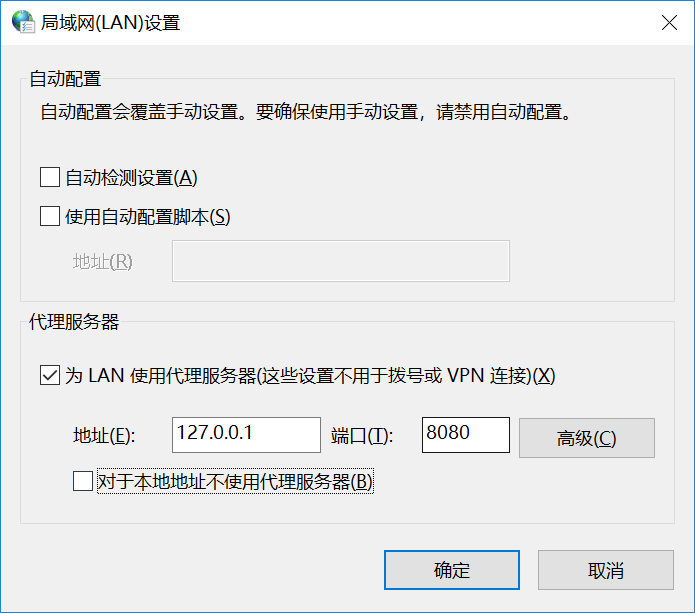 局域网(LAN)设置
自动配置
自动配置会覆盖手动设置。要确保使用手动设置，请禁用自动配置。
自动检测设置(A)
使用自动配置脚本(S)
地址(R)
代理服务器
为 LAN 使用代理服务器(这些设置不用于拨号或 VPN 连接)(X)
地址(E): 127.0.0.1 端口(T): 8080 高级(C)
对于本地地址不使用代理服务器(B)
确定 取消